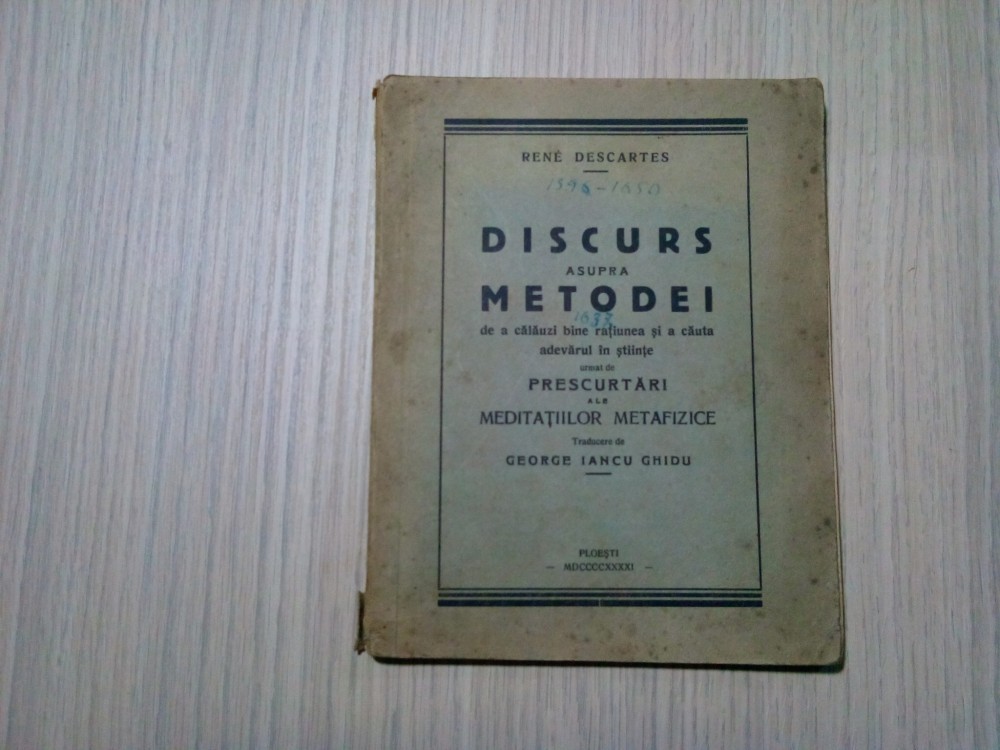 RENÉ DESCARTES
1596-1650
DISCURS
ASUPRA
METODEI
1637
de a călăuzi bine rațiunea și a căuta
adevărul în științe
urmat de
PRESCURTĂRI
ALE
MEDITAȚIILOR METAFIZICE
Traducere de
GEORGE IANCU GHIDU
PLOEȘTI
— MDCCCCXXXXI —